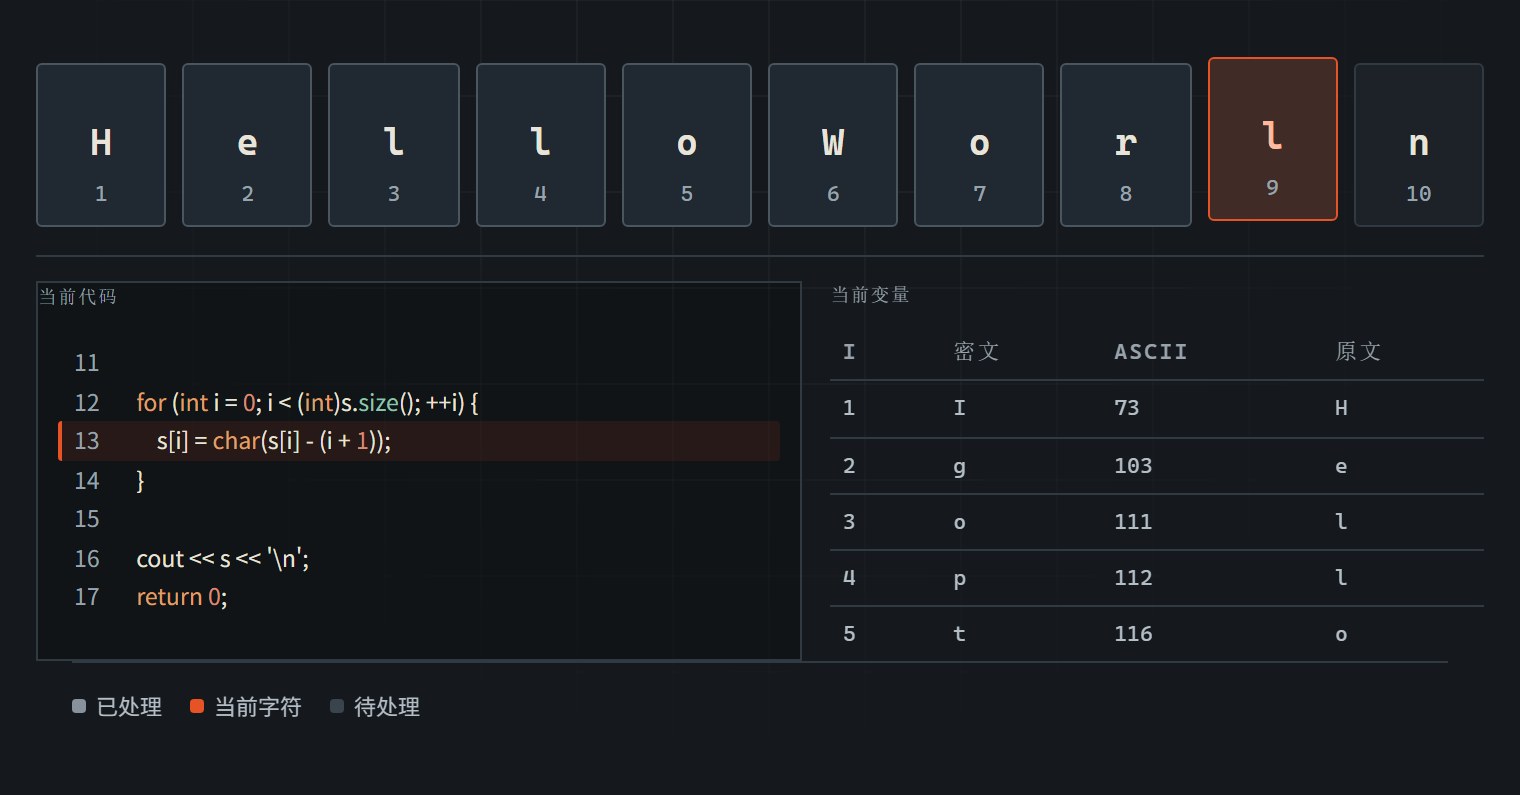 H e l l o W o r l n
1 2 3 4 5 6 7 8 9 10
当前代码
11
12 for (int i = 0; i < (int)s.size(); ++i) {
13 s[i] = char(s[i] - (i + 1));
14 }
15
16 cout << s << '\n';
17 return 0;
当前变量
I 密文 ASCII 原文
1 I 73 H
2 g 103 e
3 o 111 l
4 p 112 l
5 t 116 o
已处理 当前字符 待处理